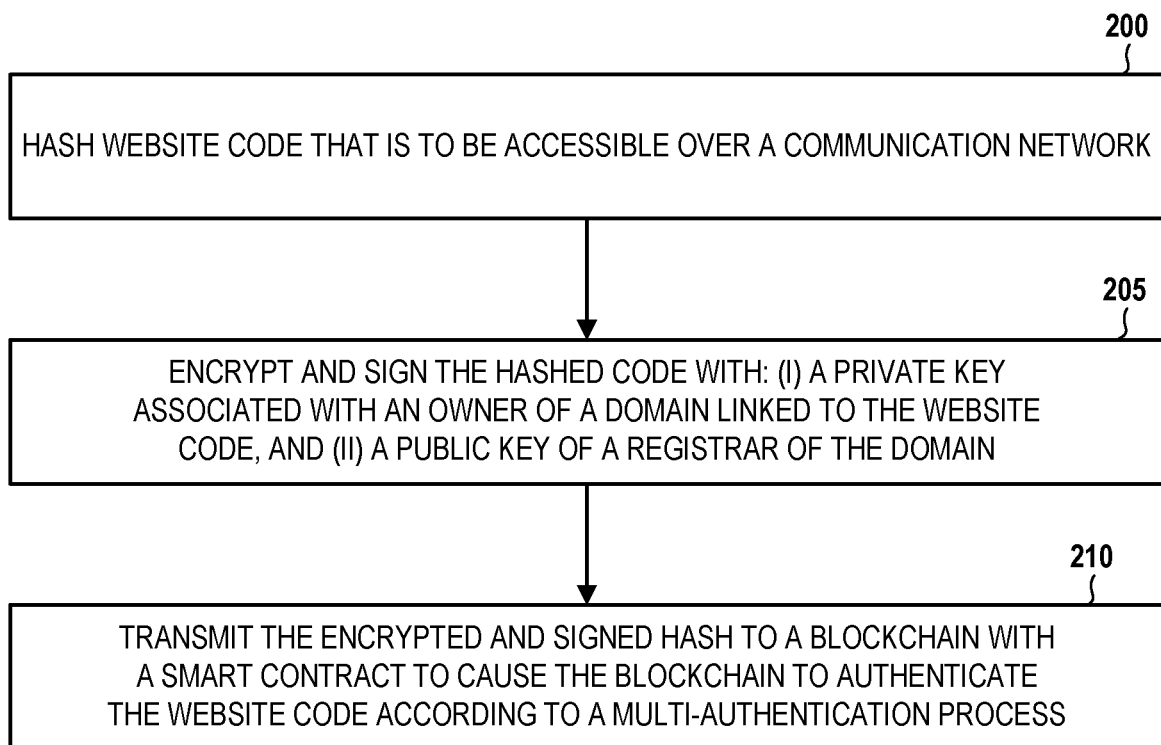 200
HASH WEBSITE CODE THAT IS TO BE ACCESSIBLE OVER A COMMUNICATION NETWORK
205
ENCRYPT AND SIGN THE HASHED CODE WITH: (I) A PRIVATE KEY
ASSOCIATED WITH AN OWNER OF A DOMAIN LINKED TO THE WEBSITE
CODE, AND (II) A PUBLIC KEY OF A REGISTRAR OF THE DOMAIN
210
TRANSMIT THE ENCRYPTED AND SIGNED HASH TO A BLOCKCHAIN WITH
A SMART CONTRACT TO CAUSE THE BLOCKCHAIN TO AUTHENTICATE
THE WEBSITE CODE ACCORDING TO A MULTI-AUTHENTICATION PROCESS